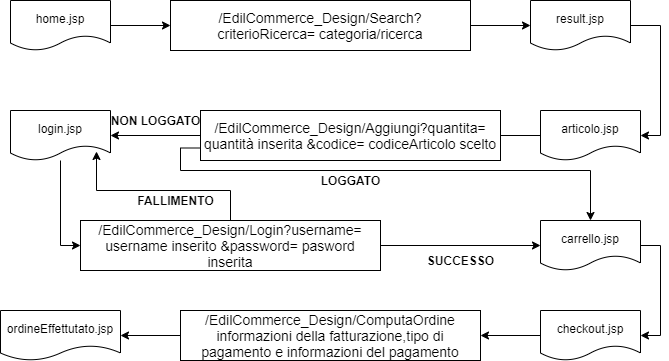 home.jsp
/EdilCommerce_Design/Search?
criterioRicerca= categoria/ricerca
result.jsp
login.jsp
NON LOGGATO
/EdilCommerce_Design/Aggiungi?quantita=
quantità inserita &codice= codiceArticolo scelto
articolo.jsp
LOGGATO
FALLIMENTO
/EdilCommerce_Design/Login?username=
username inserito &password= pasword
inserita
SUCCESSO
carrello.jsp
ordineEffettutato.jsp
/EdilCommerce_Design/ComputaOrdine
informazioni della fatturazione,tipo di
pagamento e informazioni del pagamento
checkout.jsp